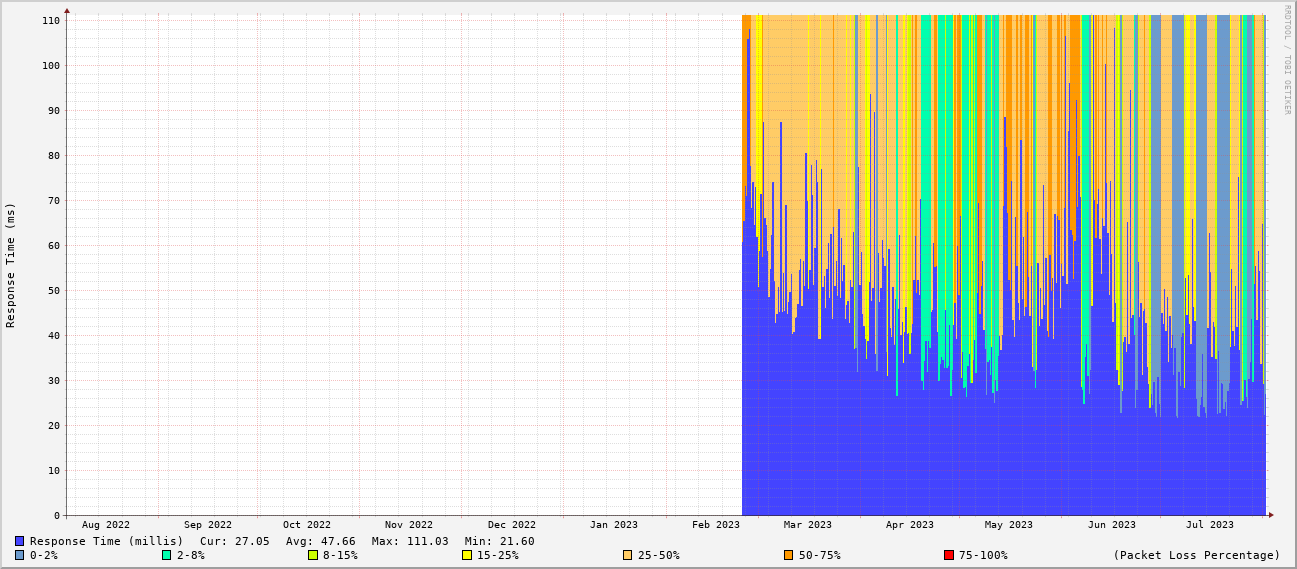 RRDTOOL / TOBI OETIKER
Response Time (ms)
110
100
90
80
70
60
50
40
30
20
10
0
Aug 2022 Sep 2022 Oct 2022 Nov 2022 Dec 2022 Jan 2023 Feb 2023 Mar 2023 Apr 2023 May 2023 Jun 2023 Jul 2023
Response Time (millis) Cur: 27.05 Avg: 47.66 Max: 111.03 Min: 21.60
0-2% 2-8% 8-15% 15-25% 25-50% 50-75% 75-100% (Packet Loss Percentage)